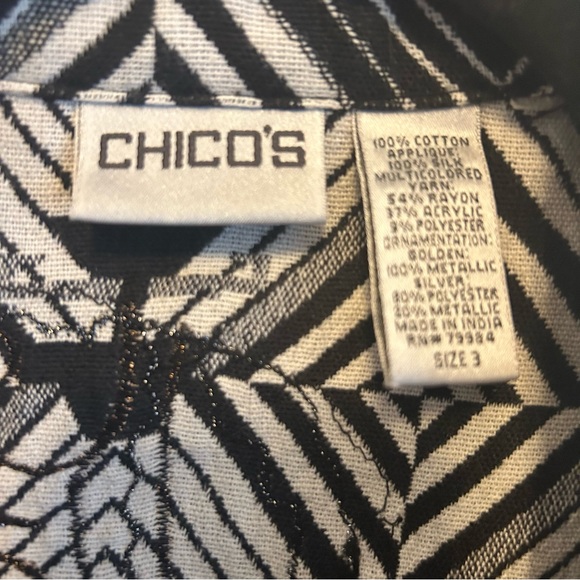 CHICO'S
100% COTTON
APPLIQUE:
100% SILK
MULTICOLORED
YARN:
54% RAYON
37% ACRYLIC
9% POLYESTER
ORNAMENTATION:
GOLDEN:
100% METALLIC
SILVER:
80% POLYESTER
20% METALLIC
MADE IN INDIA
RN# 79984
SIZE 3